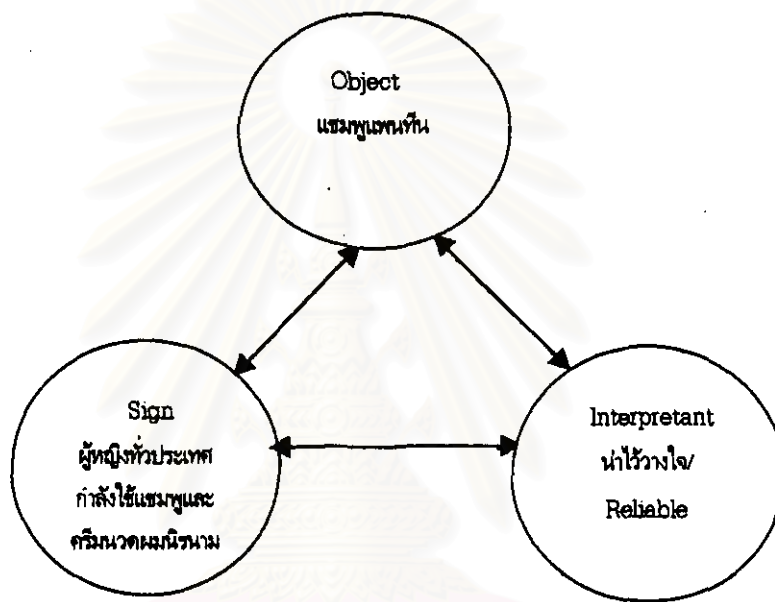 Object
แชมพูแพนทีน
Sign
ผู้หญิงทั่วประเทศ
กำลังใช้แชมพูและ
ครีมนวดผมนิรนาม
Interpretant
น่าไว้วางใจ/
Reliable